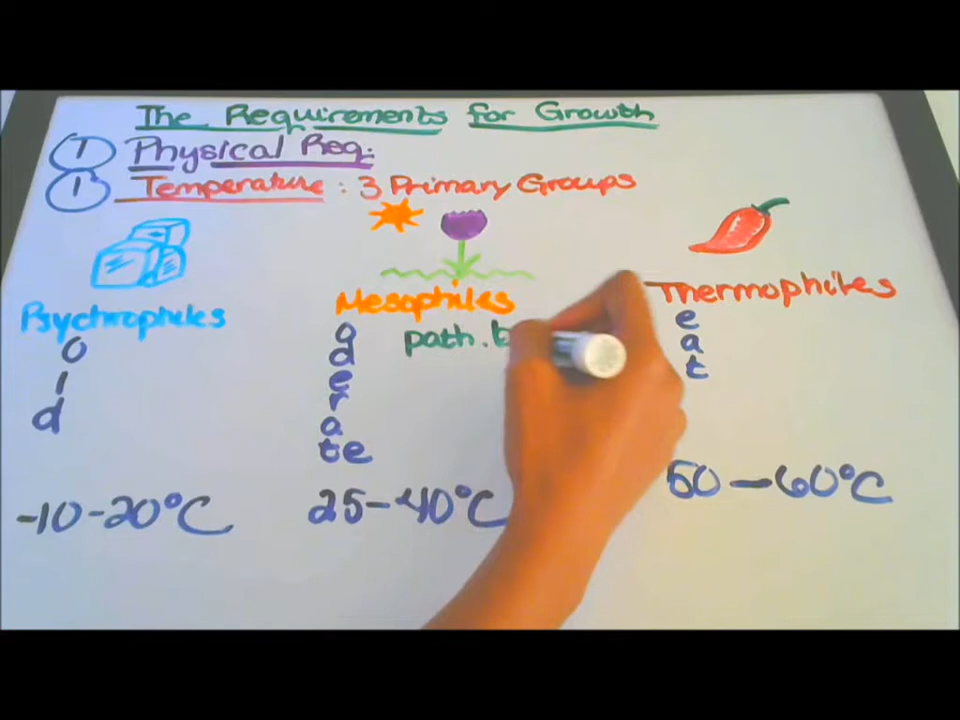 The Requirements for Growth
1 Physical Req:
1 Temperature : 3 Primary Groups
Psychrophiles
o
l
d
-10-20°C
Mesophiles
path. b
o
d
e
r
a
te
25-40°C
Thermophiles
e
a
t
50-60°C